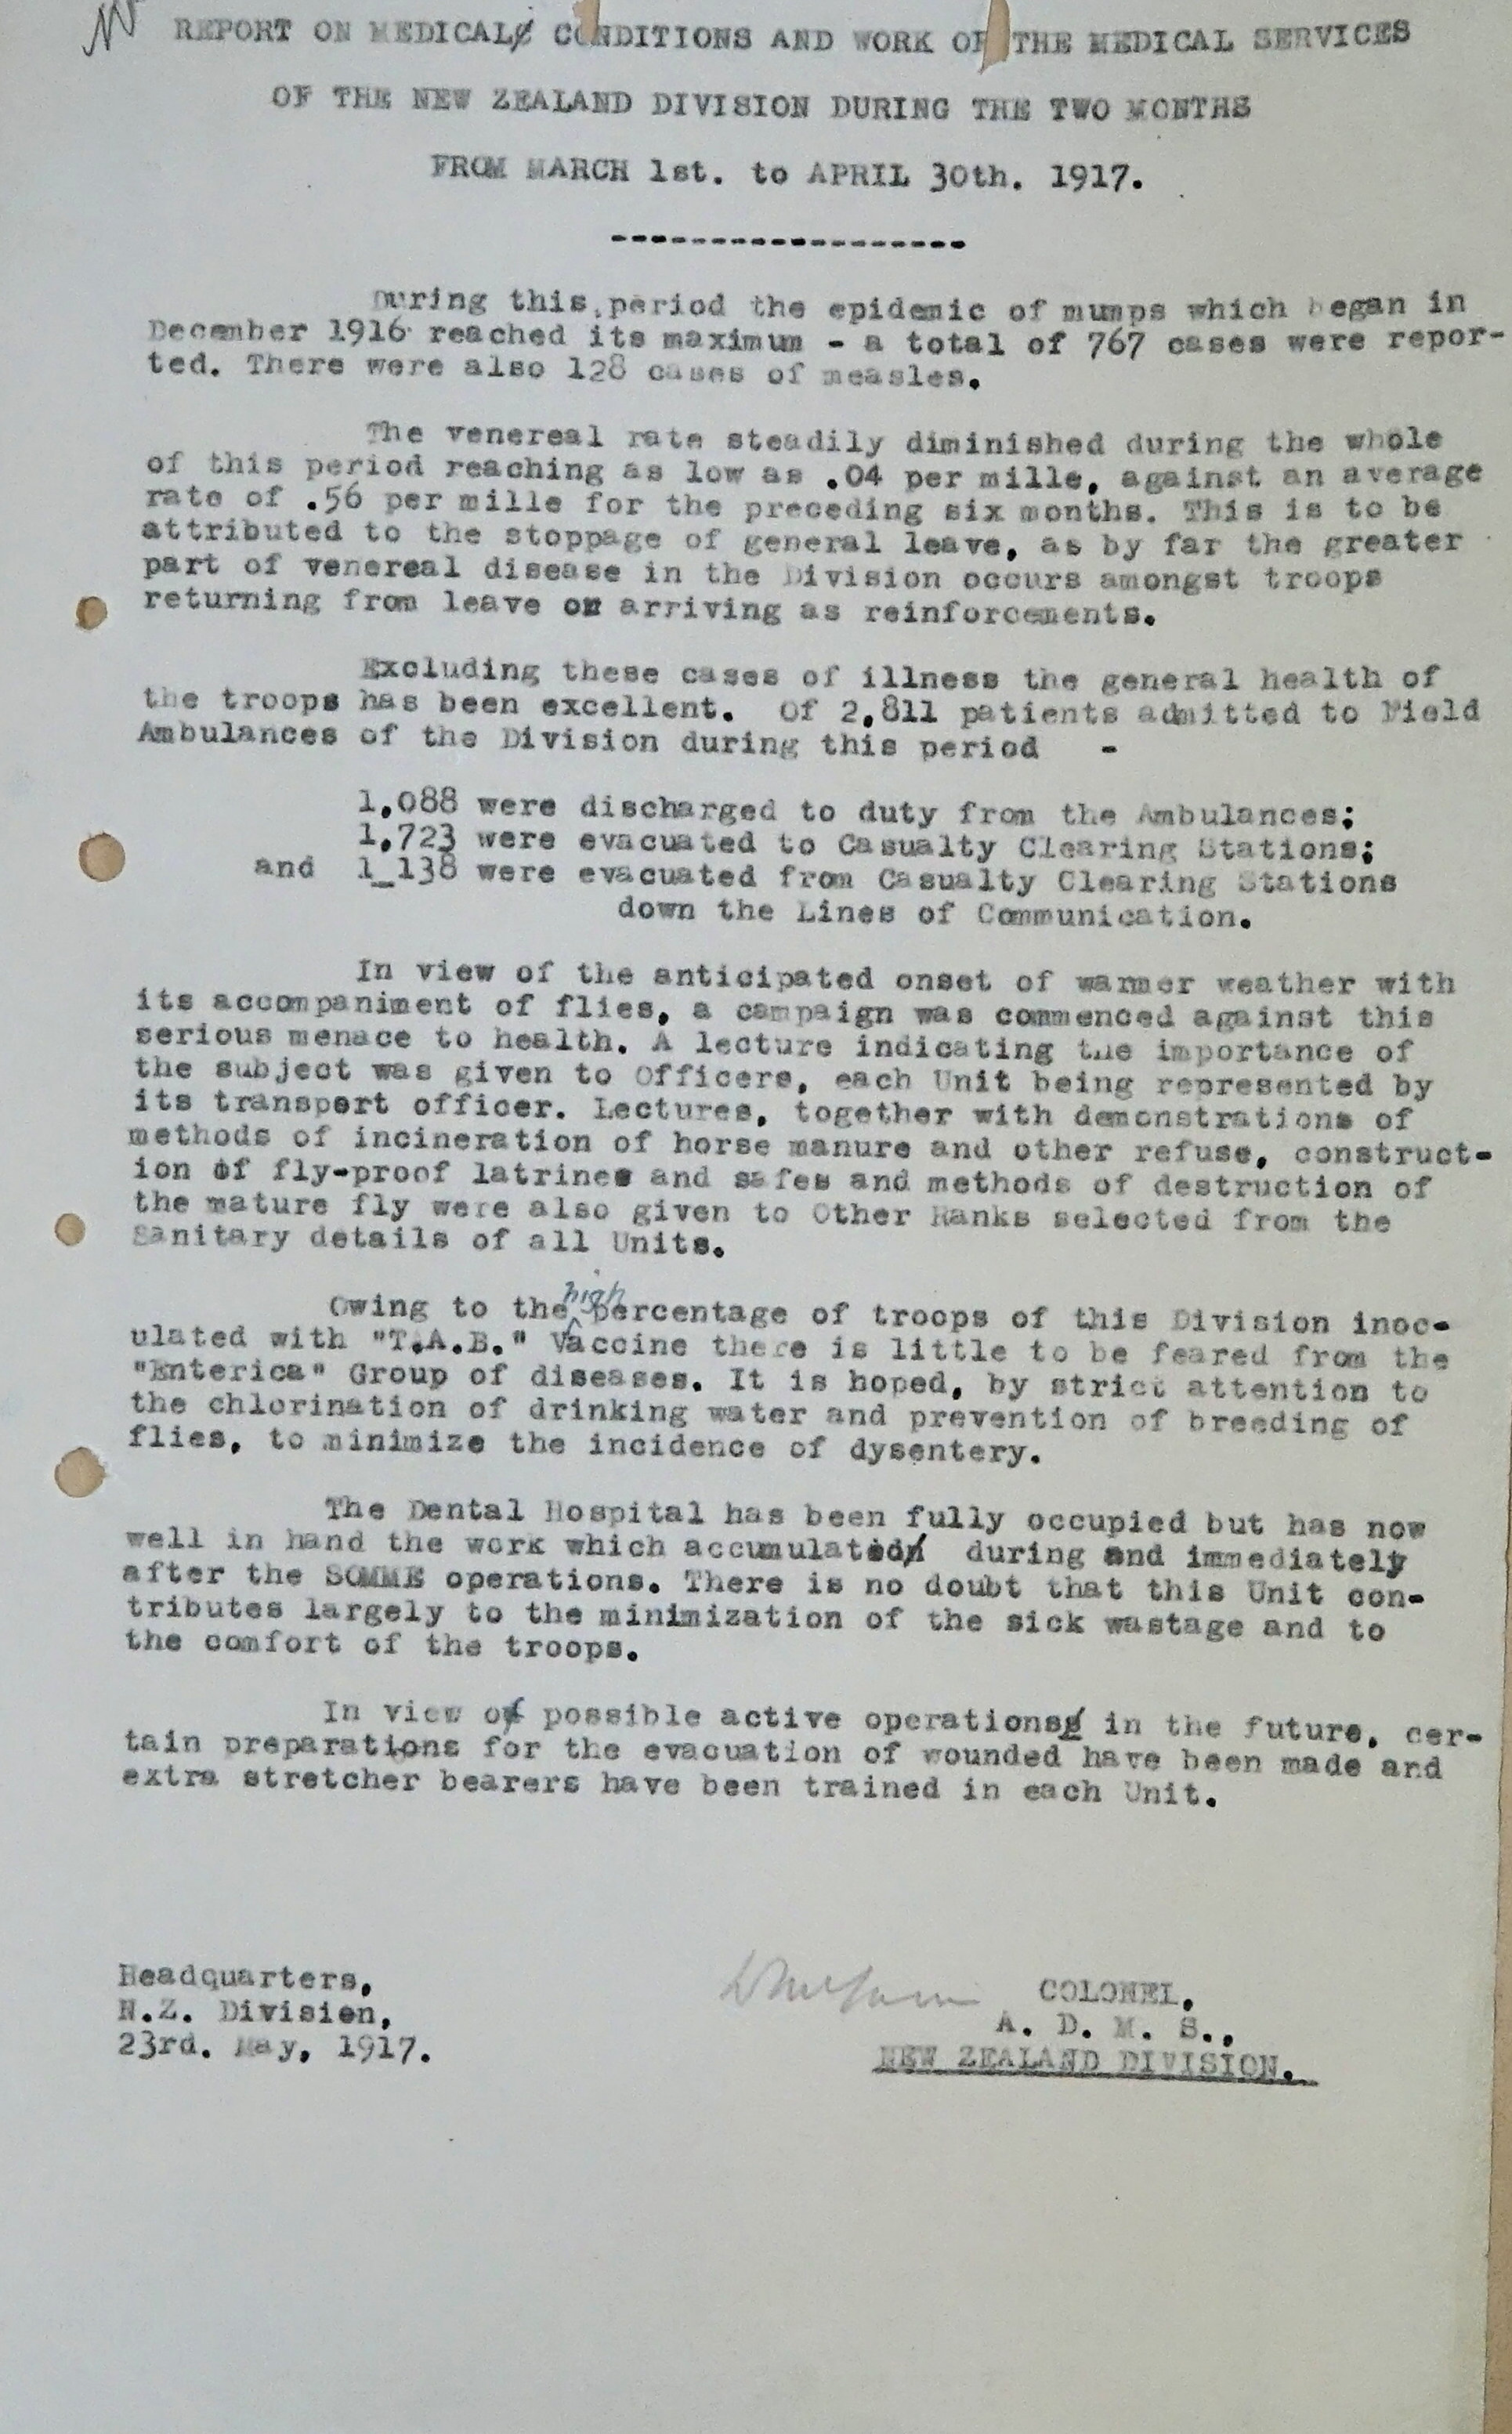 REPORT ON MEDICAL CONDITIONS AND WORK OF THE MEDICAL SERVICES
OF THE NEW ZEALAND DIVISION DURING THE TWO MONTHS
FROM MARCH 1st. to APRIL 30th. 1917.
------------------
During this period the epidemic of mumps which began in
December 1916 reached its maximum - a total of 767 cases were repor-
ted. There were also 128 cases of measles.
The venereal rate steadily diminished during the whole
of this period reaching as low as .04 per mille, against an average
rate of .56 per mille for the preceding six months. This is to be
attributed to the stoppage of general leave, as by far the greater
part of venereal disease in the Division occurs amongst troops
returning from leave or arriving as reinforcements.
Excluding these cases of illness the general health of
the troops has been excellent. Of 2,811 patients admitted to Field
Ambulances of the Division during this period -
1,088 were discharged to duty from the Ambulances;
1,723 were evacuated to Casualty Clearing Stations;
and 1_138 were evacuated from Casualty Clearing Stations
down the Lines of Communication.
In view of the anticipated onset of warmer weather with
its accompaniment of flies, a campaign was commenced against this
serious menace to health. A lecture indicating the importance of
the subject was given to Officers, each Unit being represented by
its transport officer. Lectures, together with demonstrations of
methods of incineration of horse manure and other refuse, construct-
ion of fly-proof latrines and safes and methods of destruction of
the mature fly were also given to Other Ranks selected from the
Sanitary details of all Units.
Owing to the high percentage of troops of this Division inoc-
ulated with "T.A.B." Vaccine there is little to be feared from the
"Enterica" Group of diseases. It is hoped, by strict attention to
the chlorination of drinking water and prevention of breeding of
flies, to minimize the incidence of dysentery.
The Dental Hospital has been fully occupied but has now
well in hand the work which accumulated during and immediately
after the SOMME operations. There is no doubt that this Unit con-
tributes largely to the minimization of the sick wastage and to
the comfort of the troops.
In view of possible active operations in the future, cer-
tain preparations for the evacuation of wounded have been made and
extra stretcher bearers have been trained in each Unit.
Headquarters,
N.Z. Division,
23rd. May, 1917.
COLONEL,
A. D. M. S.,
NEW ZEALAND DIVISION.